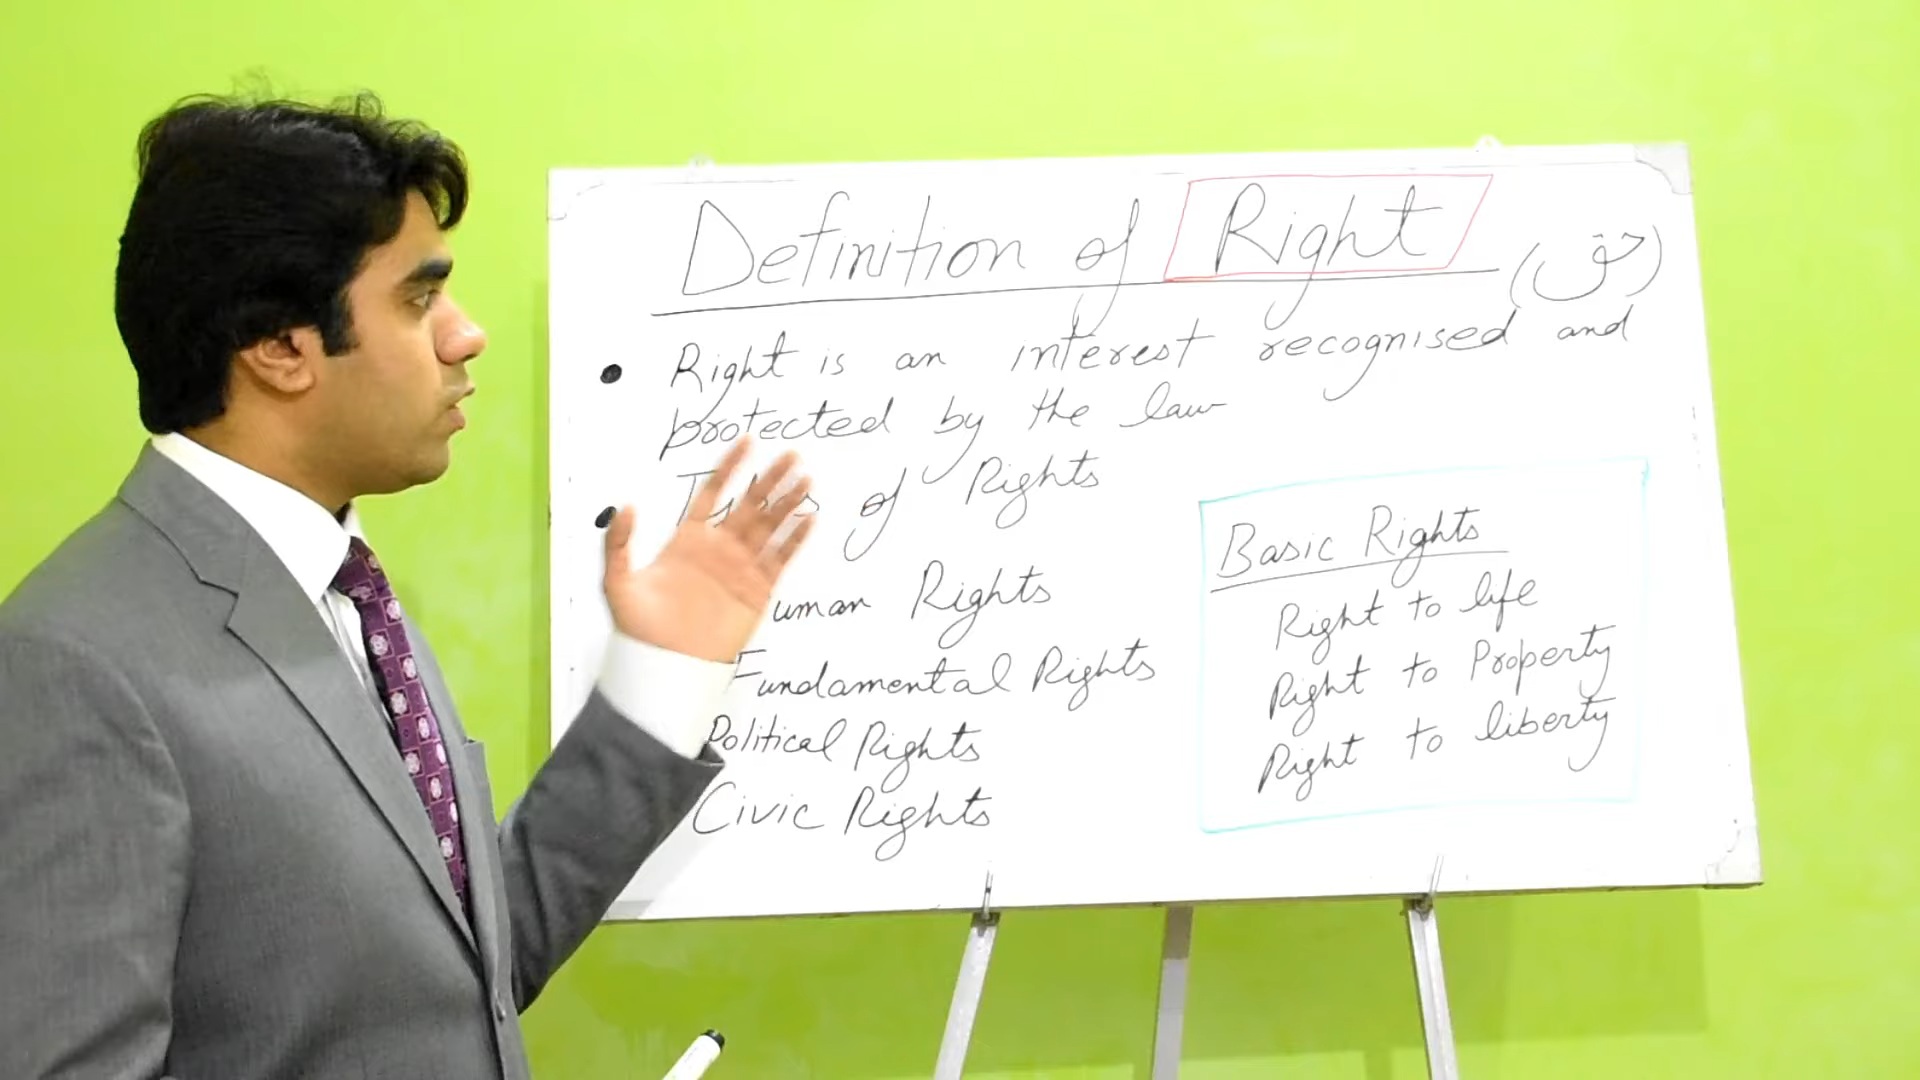 Definition of Right (حق)
• Right is an interest recognised and
protected by the law
• of Rights
uman Rights
Fundamental Rights
Political Rights
Civic Rights
Basic Rights
Right to life
Right to Property
Right to liberty